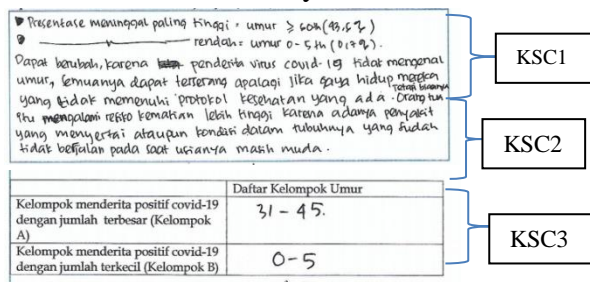 ▶ Presentase meninggal paling tinggi = umur ≥ 60th (43,5%)
rendah = umur 0-5 th (0,17%).
Dapat berubah, karena penderita virus covid-19 tidak mengenal
umur, semuanya dapat terserang apalagi jika gaya hidup mereka
yang tidak memenuhi protokol kesehatan yang ada. Tetapi biasanya Orang tua
itu mengalami resiko kematian lebih tinggi karena adanya penyakit
yang menyertai ataupun kondisi dalam tubuhnya yang sudah
tidak berjalan pada saat usianya masih muda.
KSC1
KSC2
Daftar Kelompok Umur
Kelompok menderita positif covid-19
dengan jumlah terbesar (Kelompok
A)
31 - 45.
Kelompok menderita positif covid-19
dengan jumlah terkecil (Kelompok B)
0-5
KSC3